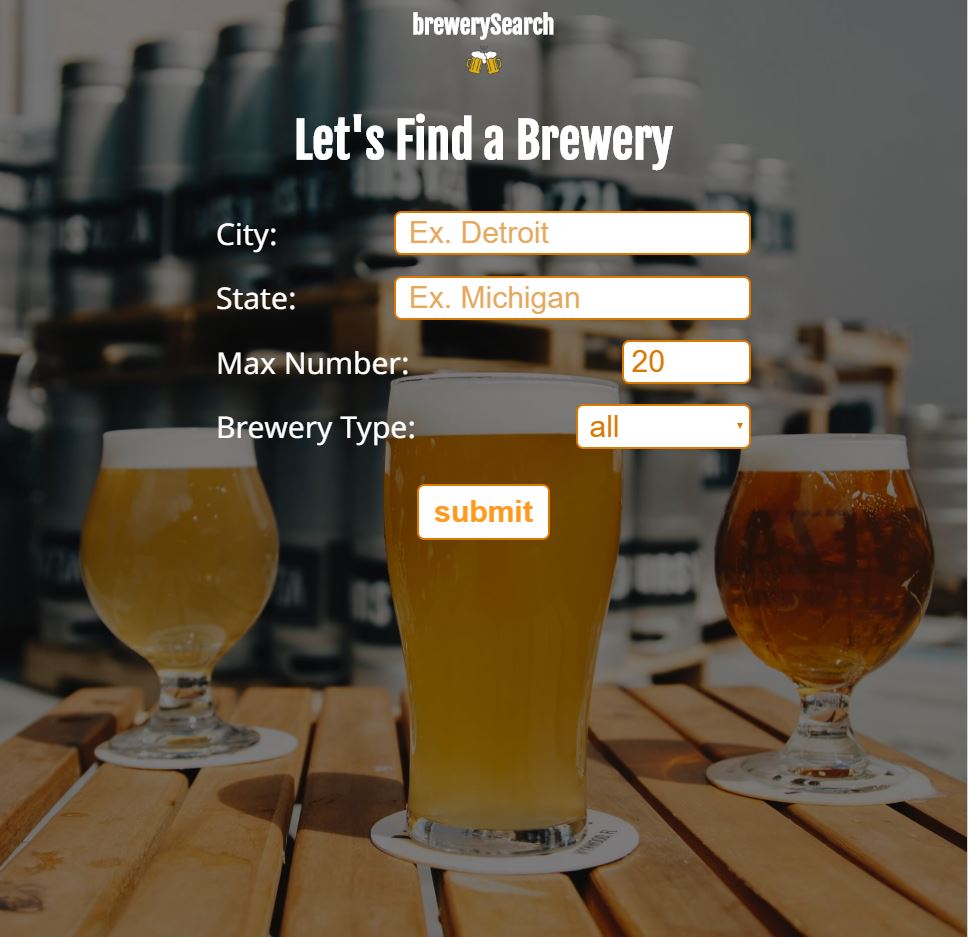 brewerySearch
Let's Find a Brewery
City: Ex. Detroit
State: Ex. Michigan
Max Number: 20
Brewery Type: all
submit